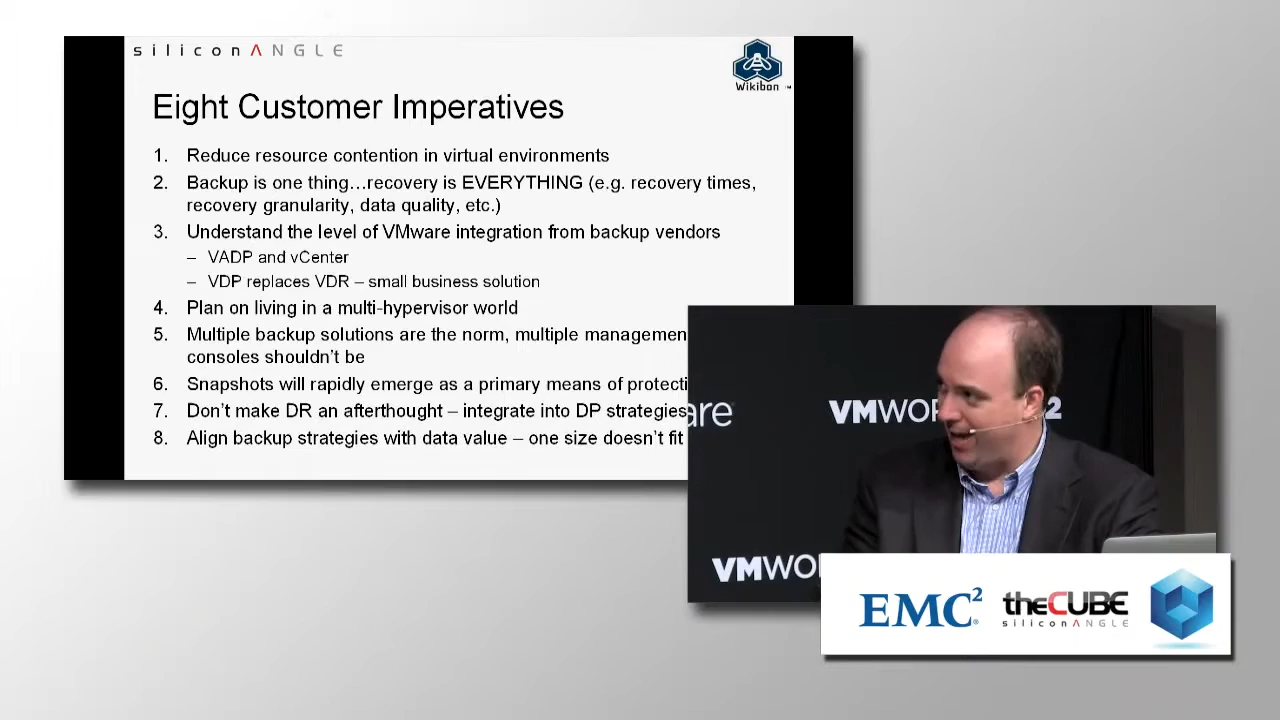 siliconANGLE
Wikibon ™
Eight Customer Imperatives
1. Reduce resource contention in virtual environments
2. Backup is one thing…recovery is EVERYTHING (e.g. recovery times,
recovery granularity, data quality, etc.)
3. Understand the level of VMware integration from backup vendors
– VADP and vCenter
– VDP replaces VDR – small business solution
4. Plan on living in a multi-hypervisor world
5. Multiple backup solutions are the norm, multiple managemen
consoles shouldn't be
6. Snapshots will rapidly emerge as a primary means of protecti
7. Don't make DR an afterthought – integrate into DP strategies
8. Align backup strategies with data value – one size doesn't fit
are
VMWOR 2
VMWO
EMC²
theCUBE
siliconANGLE